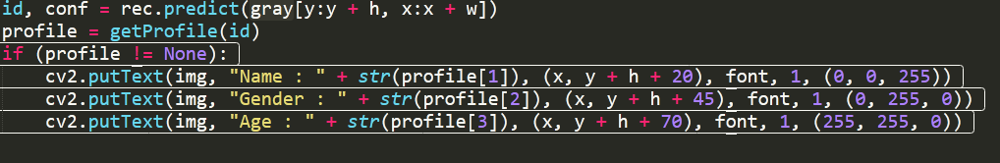 id, conf = rec.predict(gray[y:y + h, x:x + w])
profile = getProfile(id)
if (profile != None):
    cv2.putText(img, "Name : " + str(profile[1]), (x, y + h + 20), font, 1, (0, 0, 255))
    cv2.putText(img, "Gender : " + str(profile[2]), (x, y + h + 45), font, 1, (0, 255, 0))
    cv2.putText(img, "Age : " + str(profile[3]), (x, y + h + 70), font, 1, (255, 255, 0))